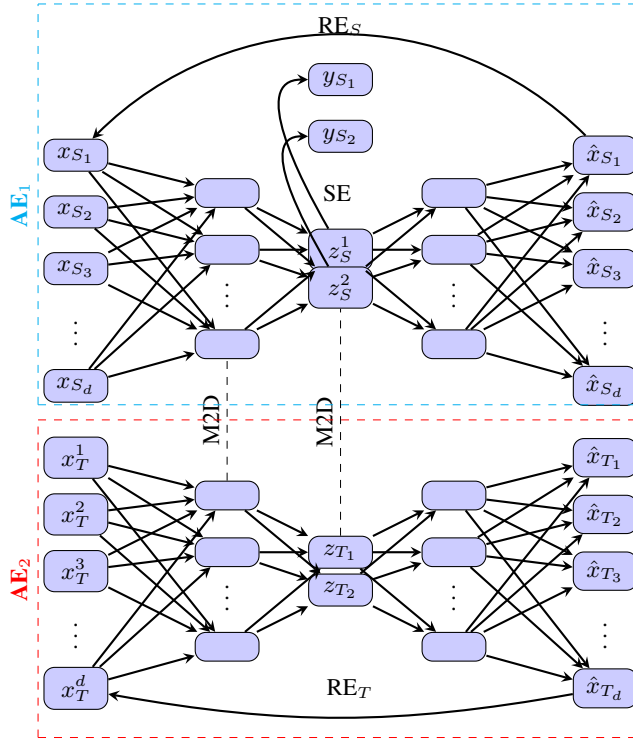 RE_S
y_{S_1}
y_{S_2}
SE
AE_1
x_{S_1}
x_{S_2}
x_{S_3}
⋮
x_{S_d}
⋮
z_S^1
z_S^2
⋮
x̂_{S_1}
x̂_{S_2}
x̂_{S_3}
⋮
x̂_{S_d}
M2D
M2D
AE_2
x_T^1
x_T^2
x_T^3
⋮
x_T^d
⋮
z_{T_1}
z_{T_2}
⋮
x̂_{T_1}
x̂_{T_2}
x̂_{T_3}
⋮
x̂_{T_d}
RE_T